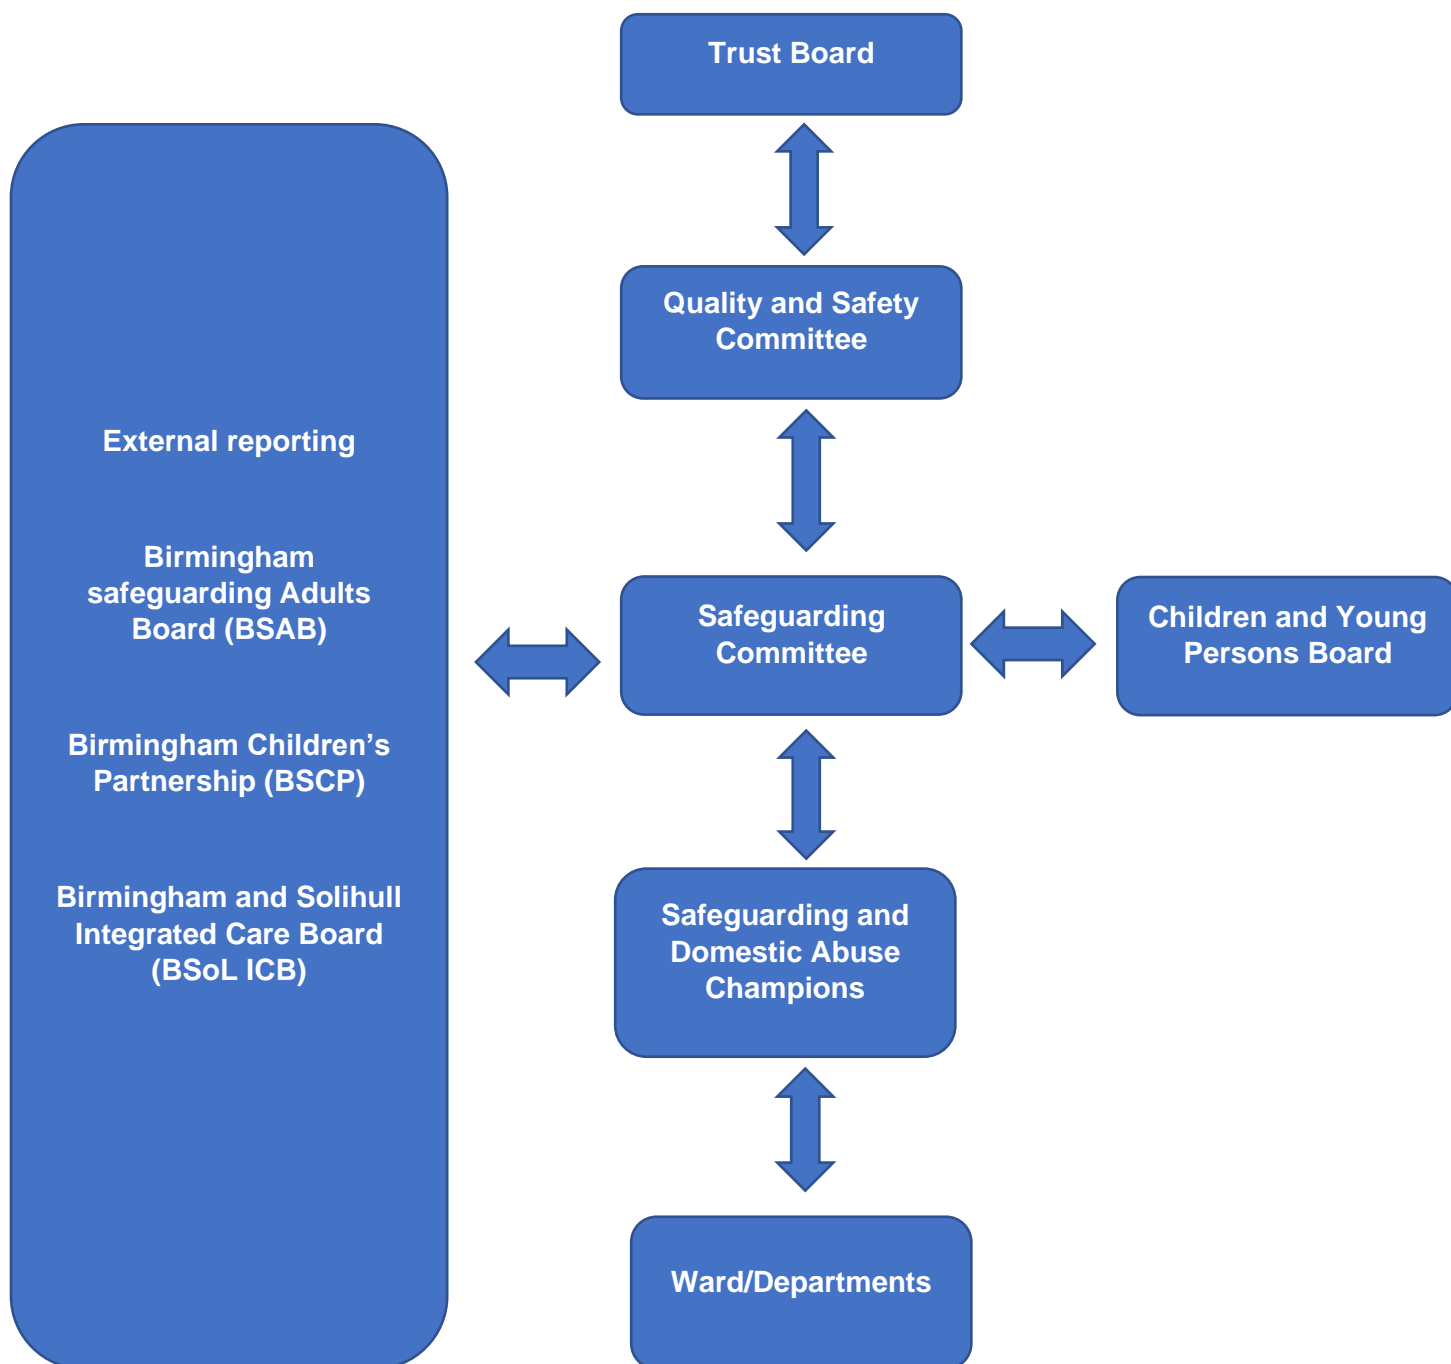 Trust Board
Quality and Safety
Committee
External reporting
Birmingham
safeguarding Adults
Board (BSAB)
Birmingham Children’s
Partnership (BSCP)
Birmingham and Solihull
Integrated Care Board
(BSoL ICB)
Safeguarding
Committee
Children and Young
Persons Board
Safeguarding and
Domestic Abuse
Champions
Ward/Departments